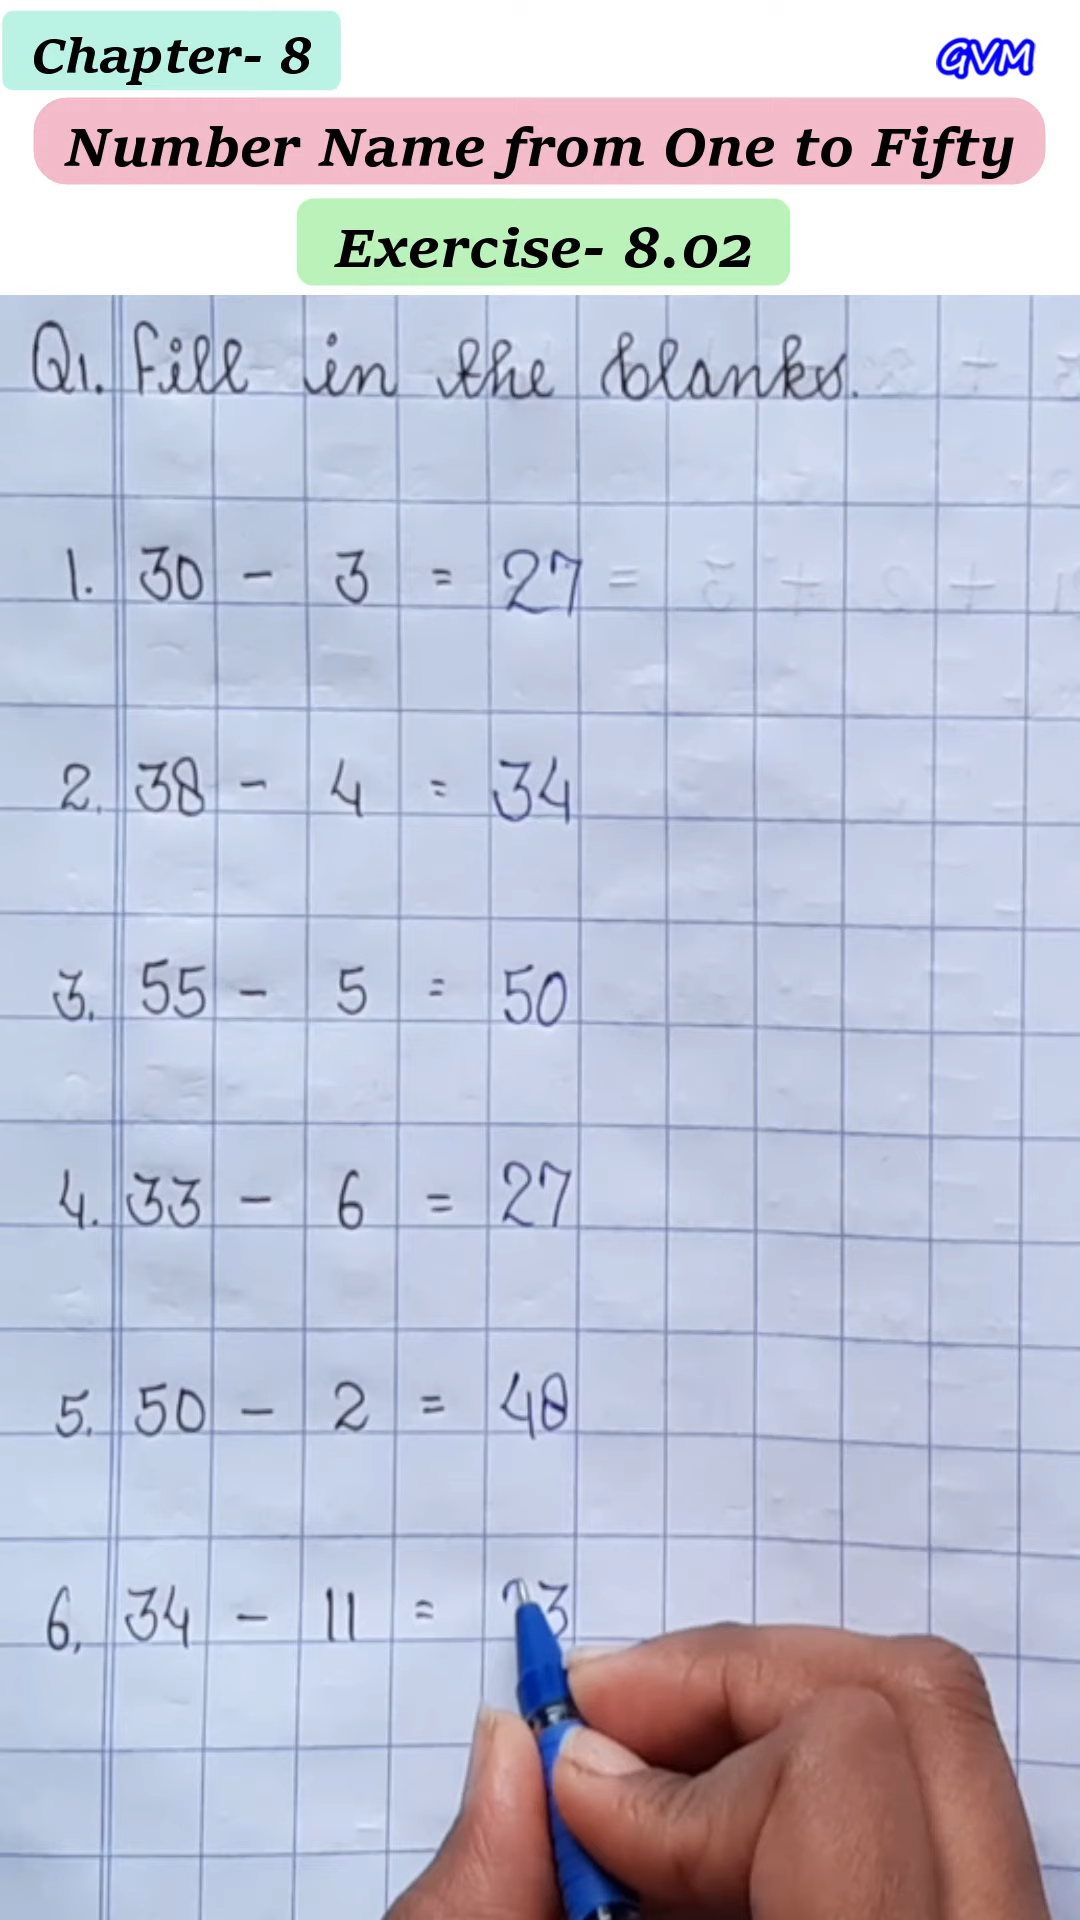 Chapter- 8
GVM
Number Name from One to Fifty
Exercise- 8.02
Q1. Fill in the blanks.
1. 30 - 3 = 27
2. 38 - 4 = 34
3. 55 - 5 = 50
4. 33 - 6 = 27
5. 50 - 2 = 48
6. 34 - 11 = 23